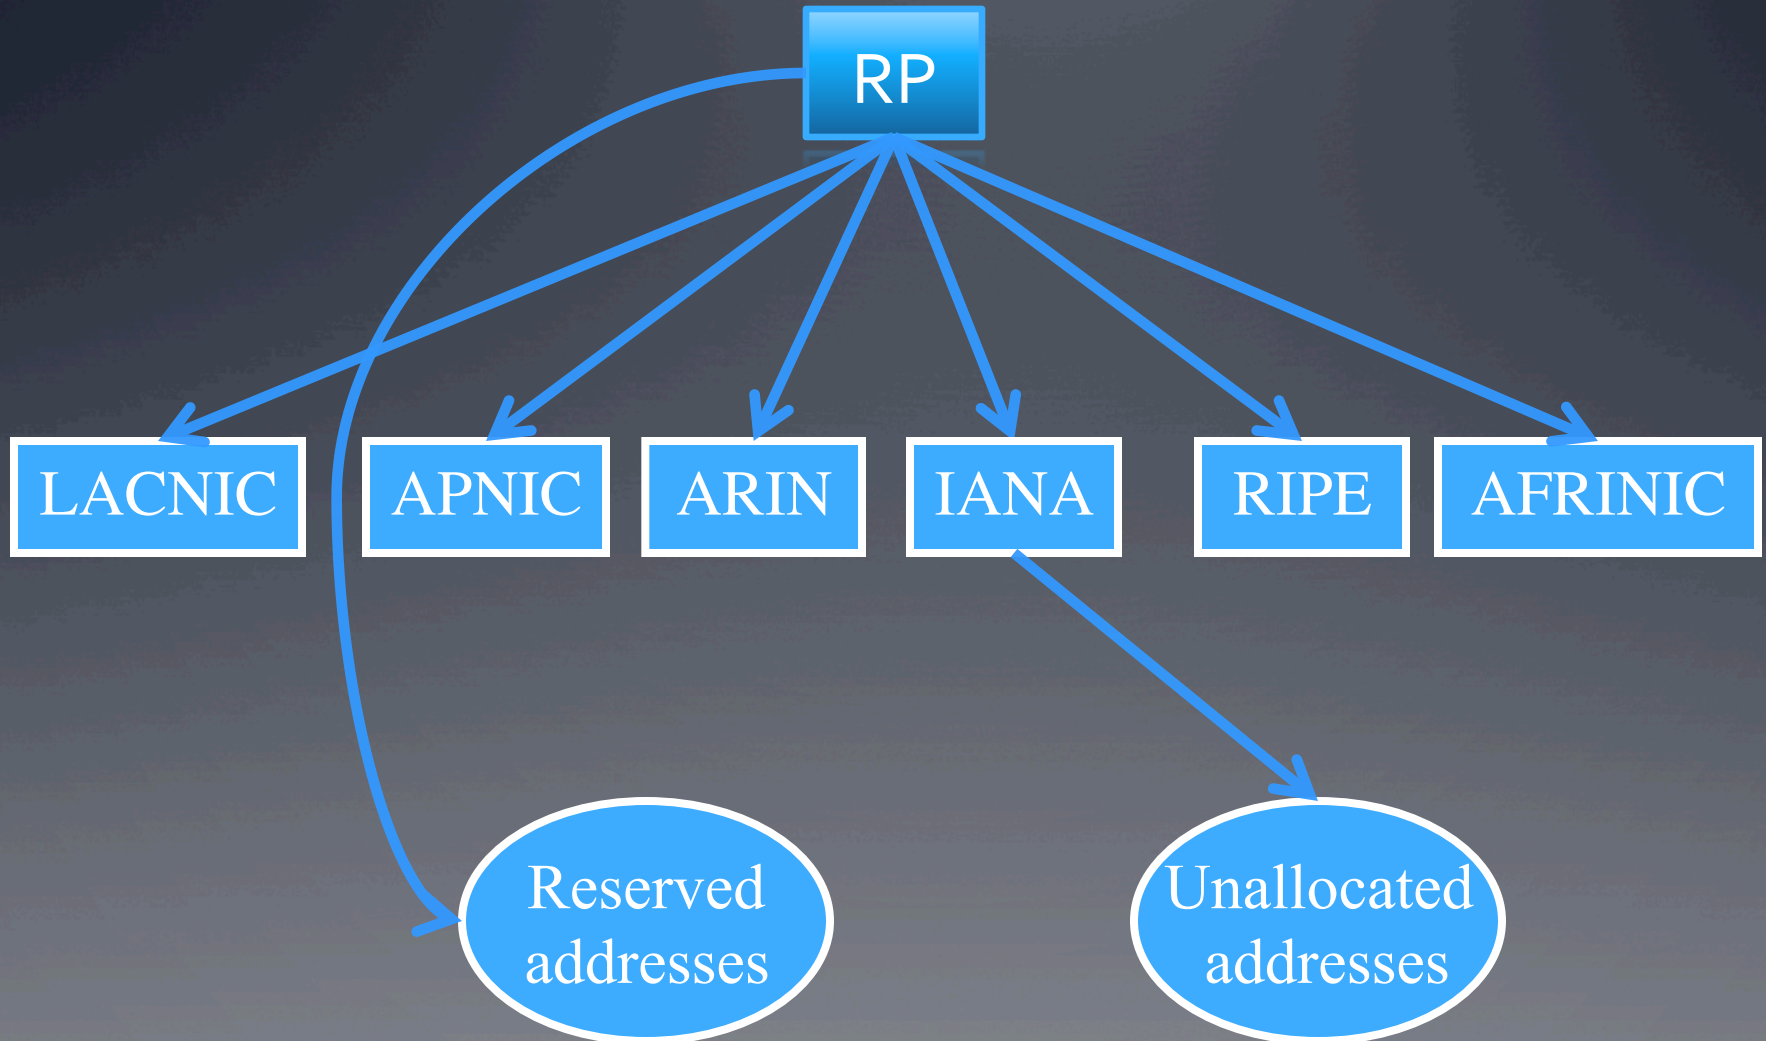 RP
LACNIC
APNIC
ARIN
IANA
RIPE
AFRINIC
Reserved
addresses
Unallocated
addresses